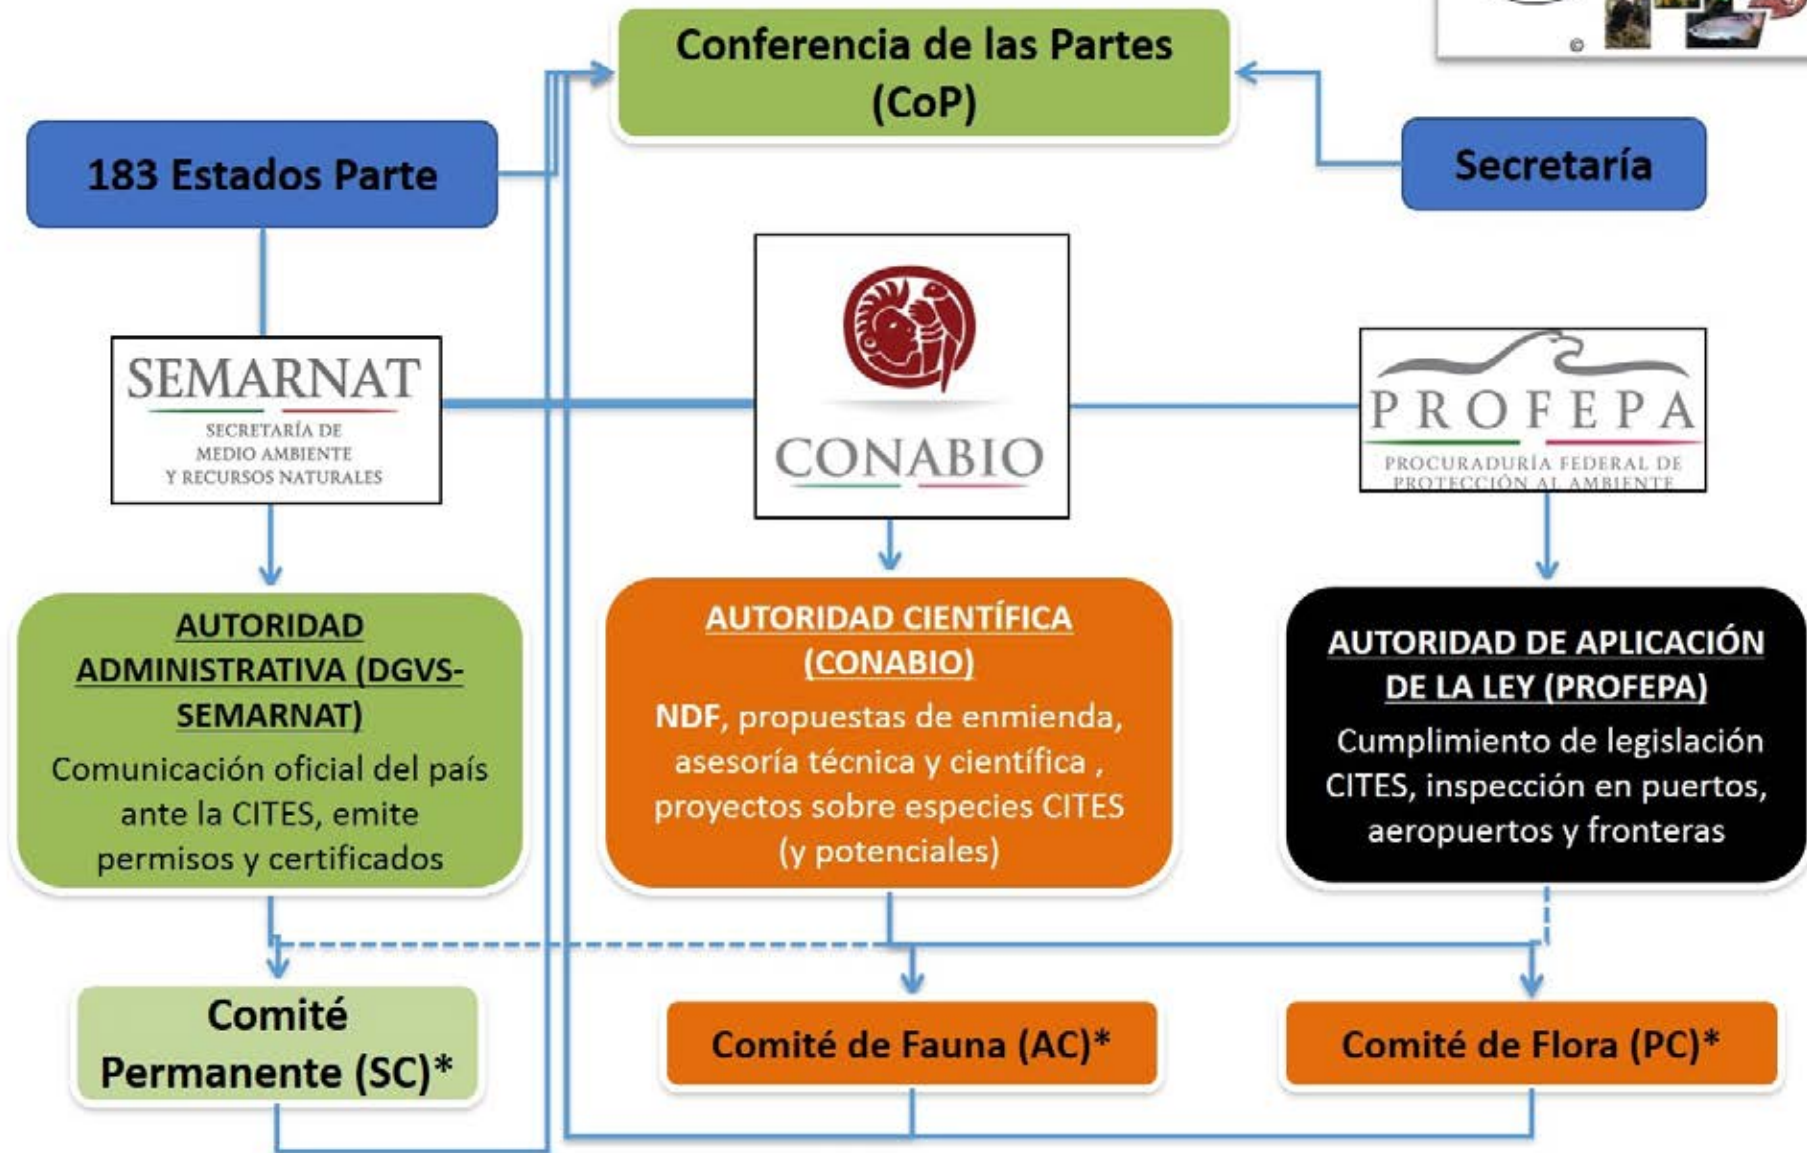 Conferencia de las Partes
(CoP)
183 Estados Parte
Secretaría
SEMARNAT
SECRETARÍA DE
MEDIO AMBIENTE
Y RECURSOS NATURALES
CONABIO
PROFEPA
PROCURADURÍA FEDERAL DE
PROTECCIÓN AL AMBIENTE
AUTORIDAD
ADMINISTRATIVA (DGVS-
SEMARNAT)
Comunicación oficial del país
ante la CITES, emite
permisos y certificados
AUTORIDAD CIENTÍFICA
(CONABIO)
NDF, propuestas de enmienda,
asesoría técnica y científica ,
proyectos sobre especies CITES
(y potenciales)
AUTORIDAD DE APLICACIÓN
DE LA LEY (PROFEPA)
Cumplimiento de legislación
CITES, inspección en puertos,
aeropuertos y fronteras
Comité
Permanente (SC)*
Comité de Fauna (AC)*
Comité de Flora (PC)*
©